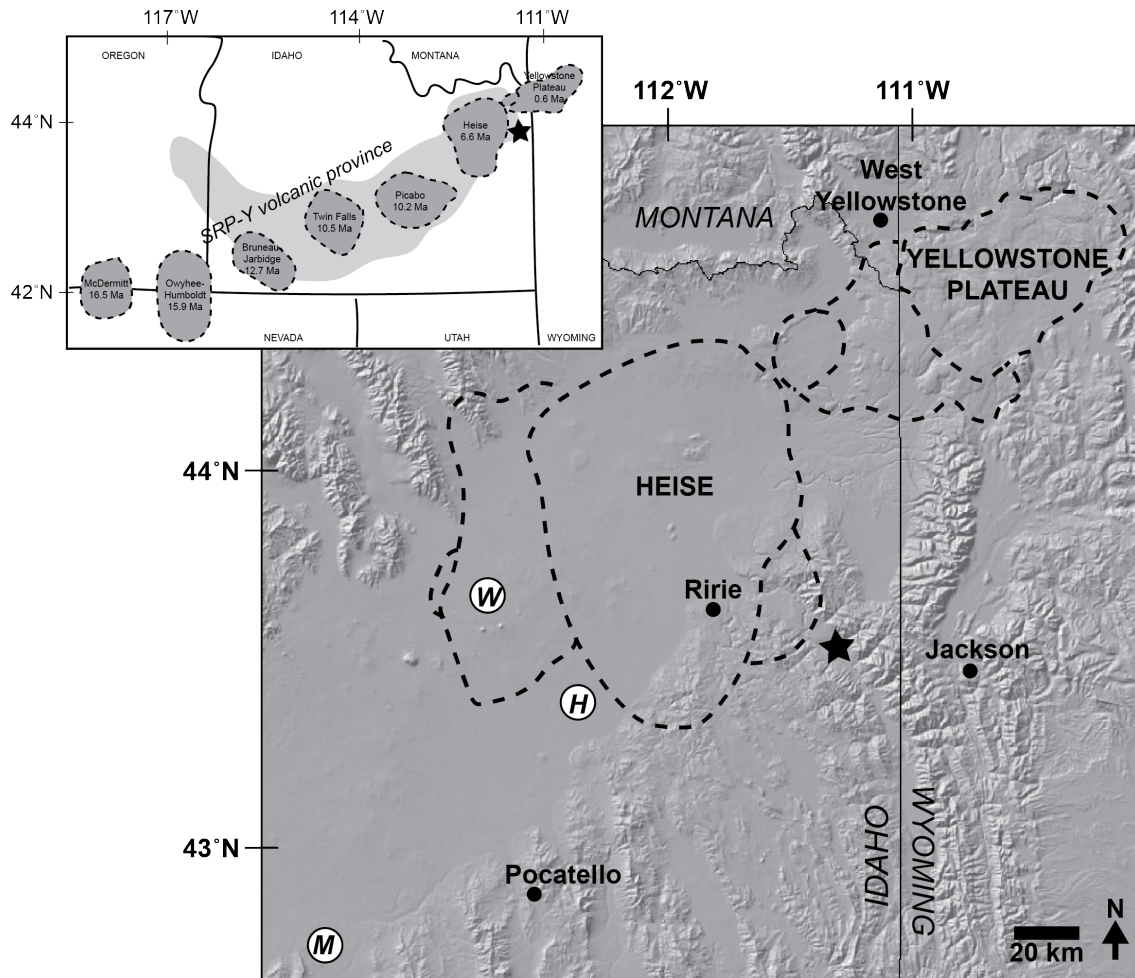 117˚W
114˚W
111˚W
OREGON
IDAHO
MONTANA
44˚N
42˚N
Yellowstone
Plateau
0.6 Ma
Heise
6.6 Ma
SRP-Y volcanic province
Picabo
10.2 Ma
Twin Falls
10.5 Ma
Bruneau
Jarbidge
12.7 Ma
McDermitt
16.5 Ma
Owyhee-
Humboldt
15.9 Ma
NEVADA
UTAH
WYOMING
112˚W
111˚W
West
Yellowstone
MONTANA
YELLOWSTONE
PLATEAU
44˚N
HEISE
W
Ririe
Jackson
H
IDAHO
WYOMING
43˚N
Pocatello
M
N
20 km